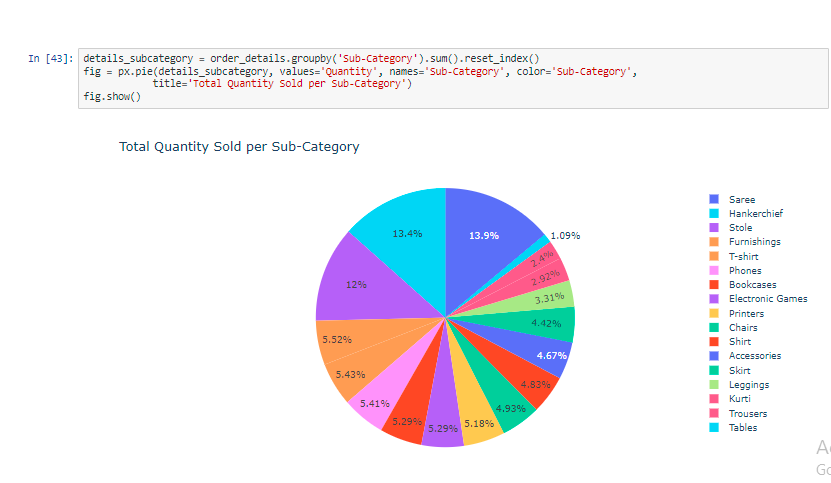 In [43]: details_subcategory = order_details.groupby('Sub-Category').sum().reset_index()
fig = px.pie(details_subcategory, values='Quantity', names='Sub-Category', color='Sub-Category',
title='Total Quantity Sold per Sub-Category')
fig.show()
Total Quantity Sold per Sub-Category
13.9%
1.09%
2.4%
2.92%
3.31%
4.42%
4.67%
4.83%
4.93%
5.18%
5.29%
5.29%
5.41%
5.43%
5.52%
12%
13.4%
Saree
Hankerchief
Stole
Furnishings
T-shirt
Phones
Bookcases
Electronic Games
Printers
Chairs
Shirt
Accessories
Skirt
Leggings
Kurti
Trousers
Tables